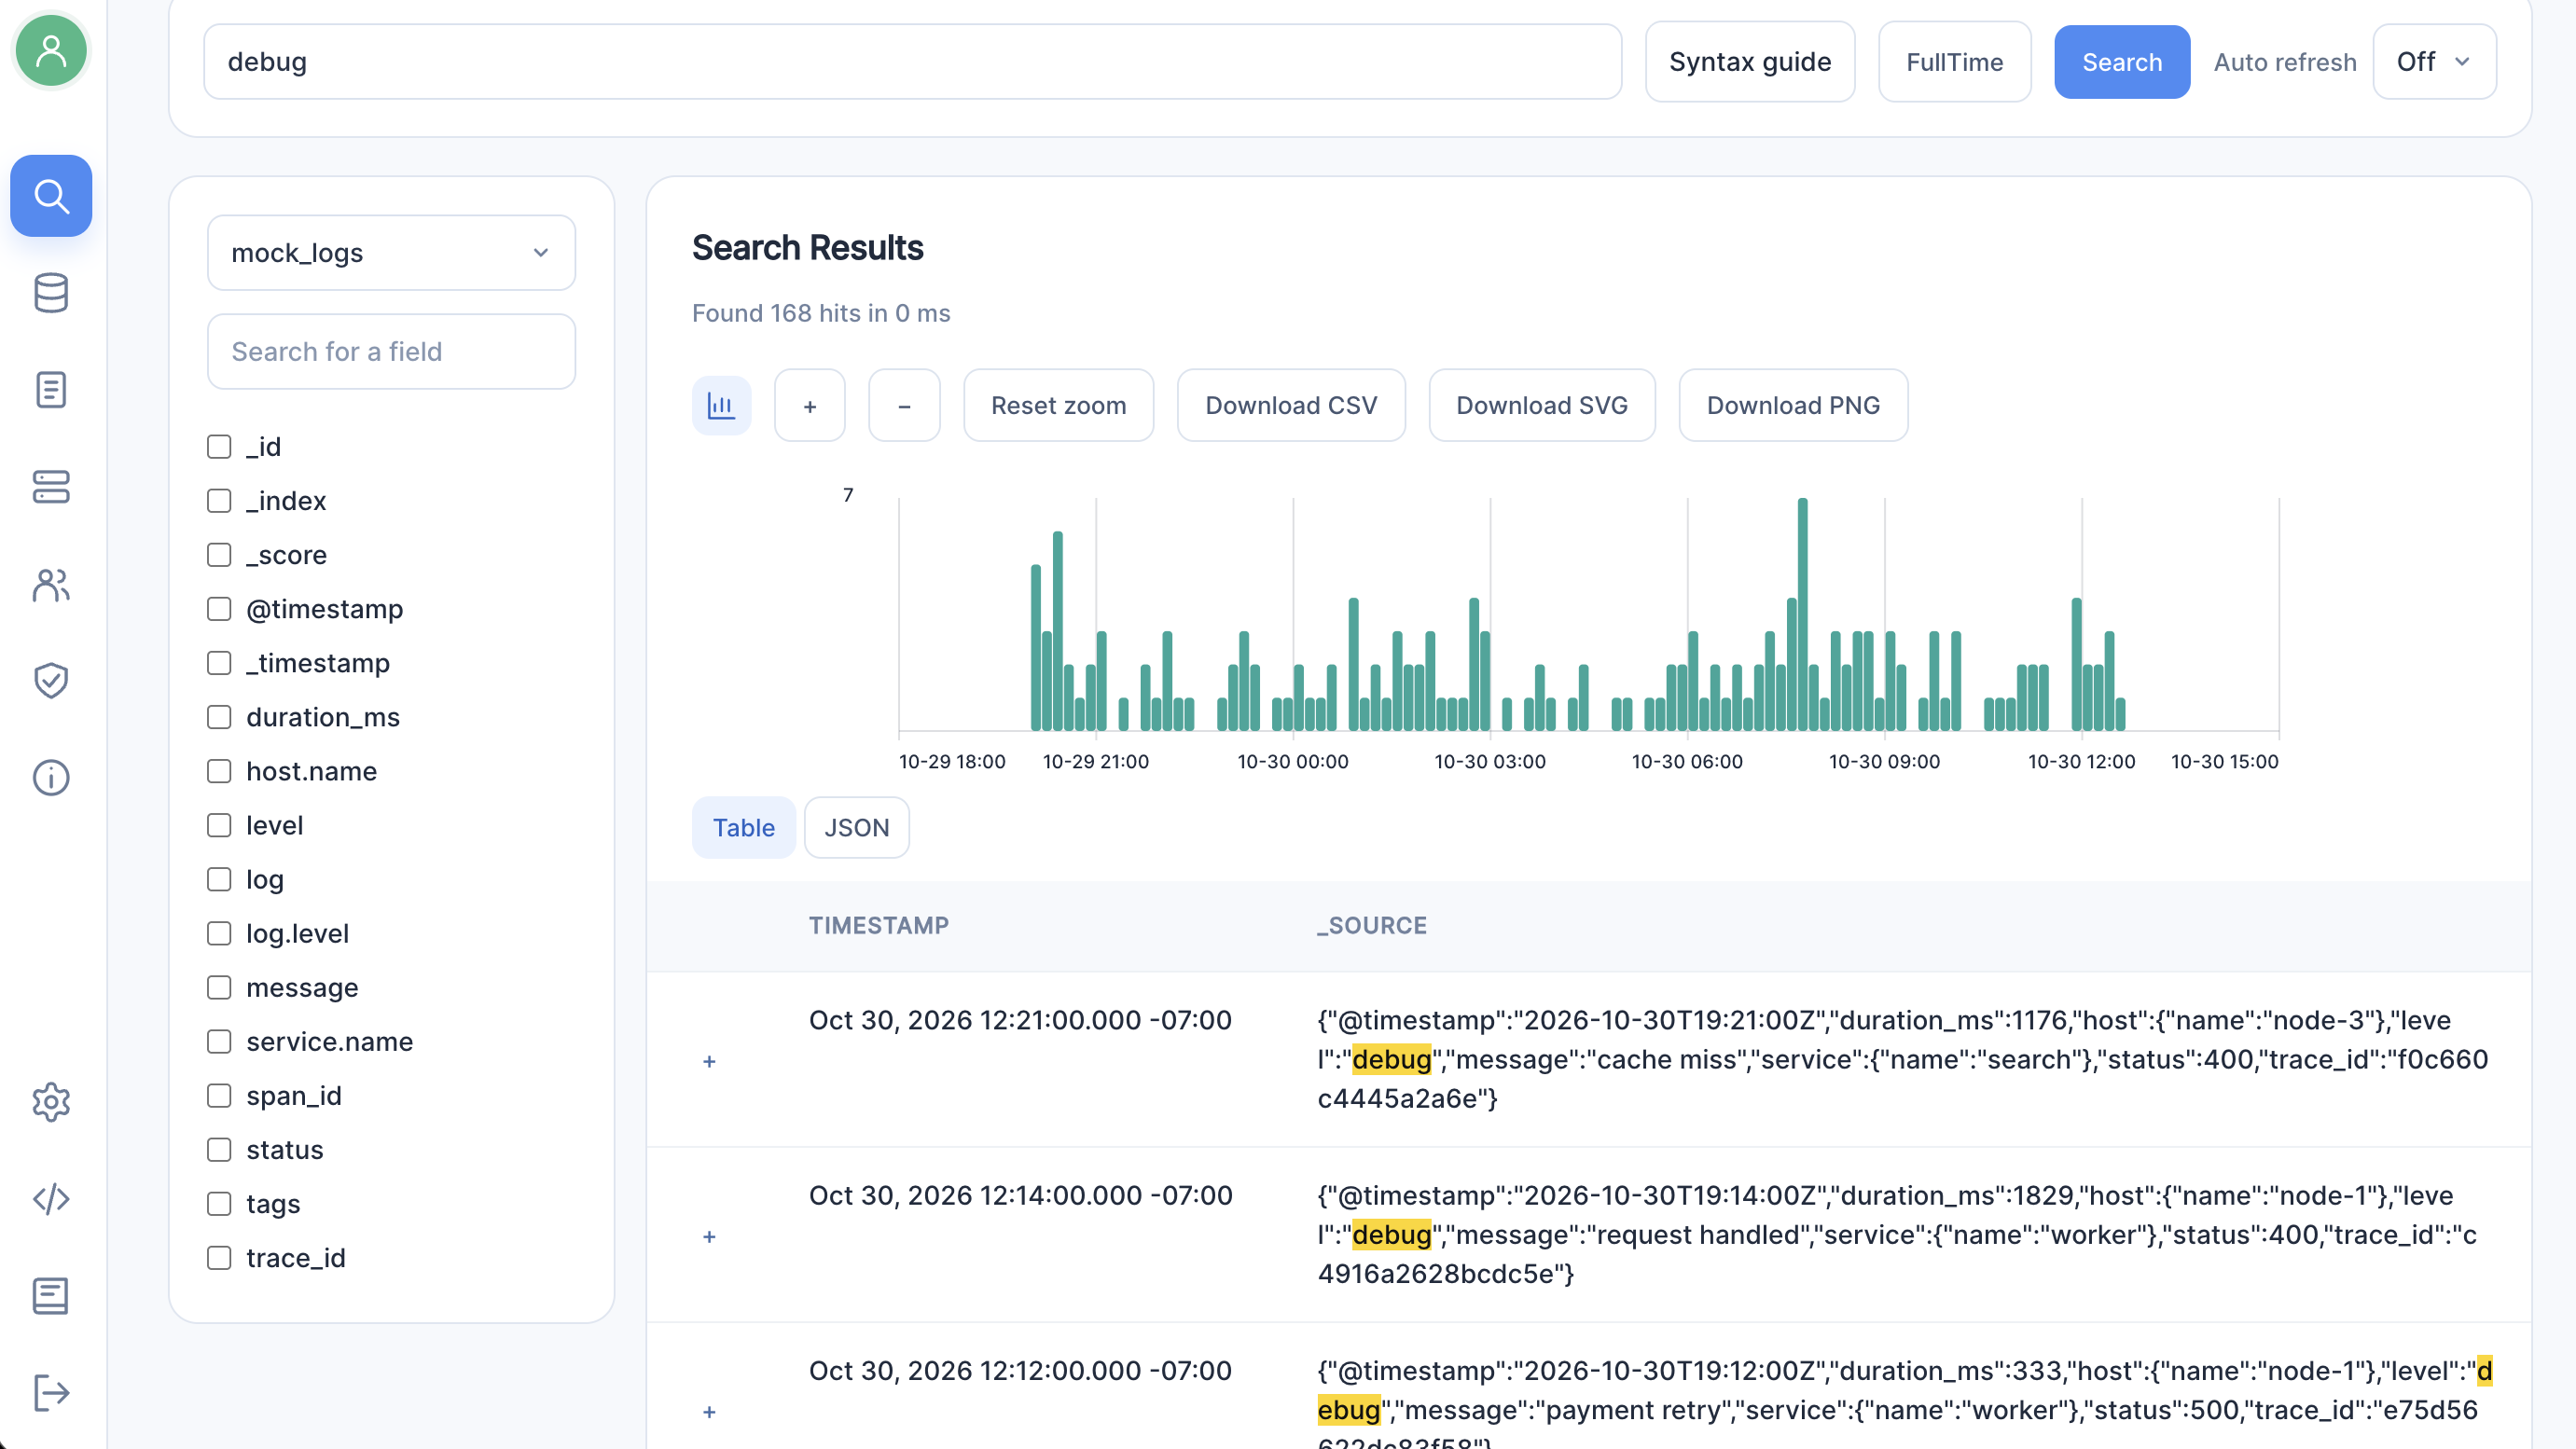 debug
Syntax guide
FullTime
Search
Auto refresh
Off
mock_logs
Search for a field
_id
_index
_score
@timestamp
_timestamp
duration_ms
host.name
level
log
log.level
message
service.name
span_id
status
tags
trace_id
Search Results
Found 168 hits in 0 ms
+
−
Reset zoom
Download CSV
Download SVG
Download PNG
7
10-29 18:00
10-29 21:00
10-30 00:00
10-30 03:00
10-30 06:00
10-30 09:00
10-30 12:00
10-30 15:00
Table
JSON
TIMESTAMP
_SOURCE
+
Oct 30, 2026 12:21:00.000 -07:00
{"@timestamp":"2026-10-30T19:21:00Z","duration_ms":1176,"host":{"name":"node-3"},"leve
l":"debug","message":"cache miss","service":{"name":"search"},"status":400,"trace_id":"f0c660
c4445a2a6e"}
+
Oct 30, 2026 12:14:00.000 -07:00
{"@timestamp":"2026-10-30T19:14:00Z","duration_ms":1829,"host":{"name":"node-1"},"leve
l":"debug","message":"request handled","service":{"name":"worker"},"status":400,"trace_id":"c
4916a2628bcdc5e"}
+
Oct 30, 2026 12:12:00.000 -07:00
{"@timestamp":"2026-10-30T19:12:00Z","duration_ms":333,"host":{"name":"node-1"},"level":"d
ebug","message":"payment retry","service":{"name":"worker"},"status":500,"trace_id":"e75d56